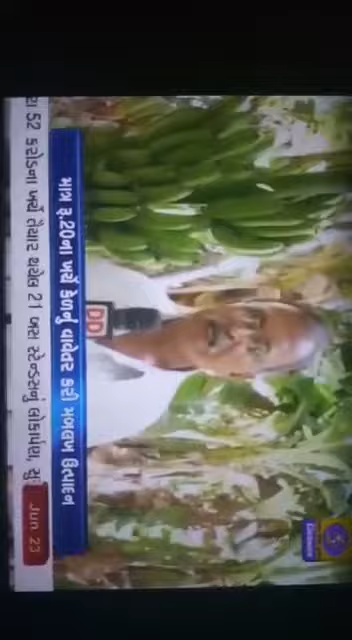 DD
માત્ર રૂ.20ના ખર્ચે કેળનું વાવેતર કરી મબલખ ઉત્પાદન
52 કરોડના ખર્ચે તૈયાર થયેલ 21 બસ સ્ટેન્ડસનું લોકાર્પણ,
Jun 23